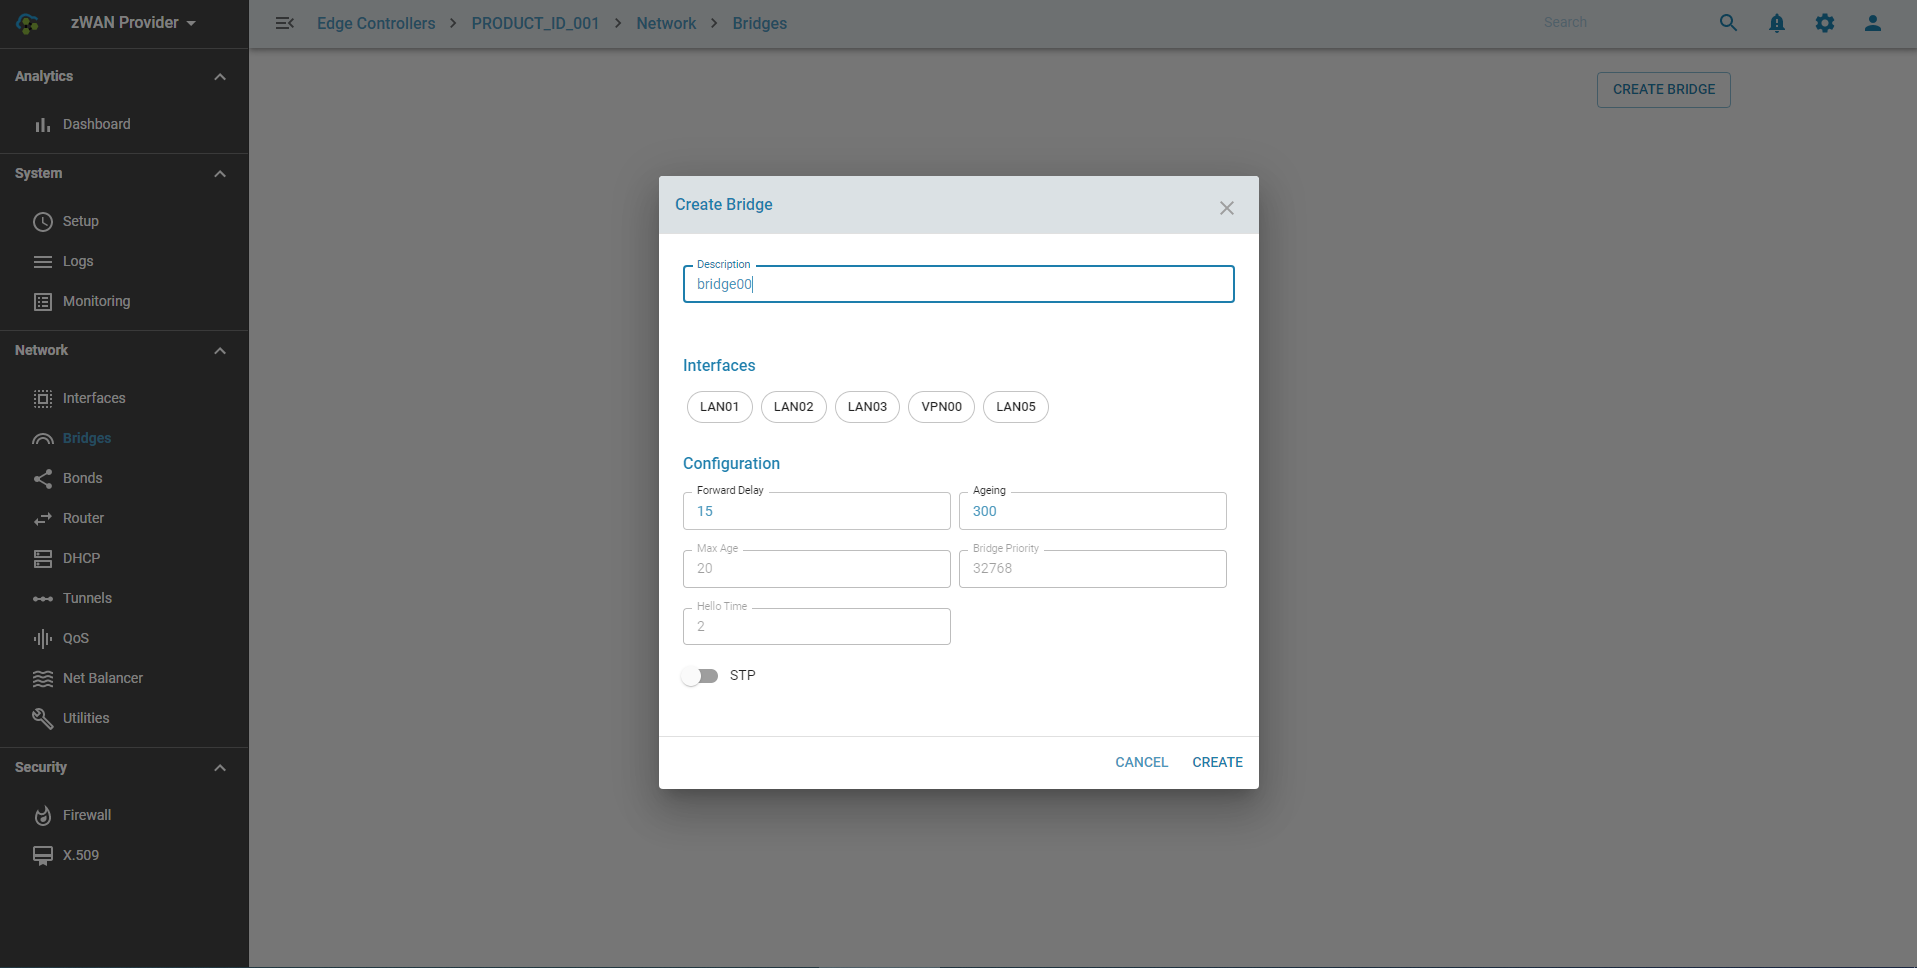 zWAN Provider
Edge Controllers > PRODUCT_ID_001 > Network > Bridges
Search
Analytics
Dashboard
System
Setup
Logs
Monitoring
Network
Interfaces
Bridges
Bonds
Router
DHCP
Tunnels
QoS
Net Balancer
Utilities
Security
Firewall
X.509
CREATE BRIDGE
Create Bridge
Description
bridge00
Interfaces
LAN01 LAN02 LAN03 VPN00 LAN05
Configuration
Forward Delay Ageing
15 300
Max Age Bridge Priority
20 32768
Hello Time
2
STP
CANCEL CREATE